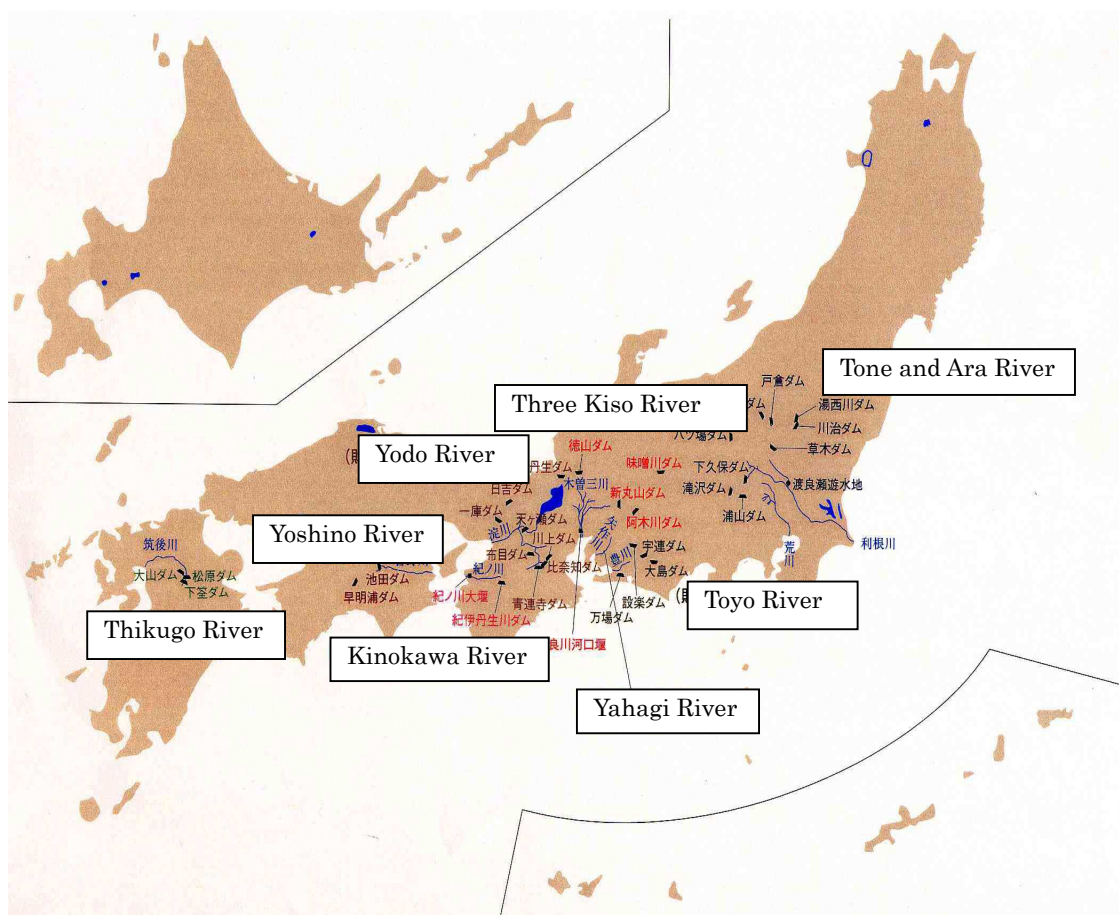 戸倉ダム
Tone and Ara River
Three Kiso River
湯西川ダム
ダム
八ツ場ダム
川治ダム
草木ダム
Yodo River
徳山ダム
味噌川ダム
下久保ダム
丹生ダム
木曽三川
滝沢ダム
渡良瀬遊水地
日吉ダム
新丸山ダム
浦山ダム
一庫ダム
天ヶ瀬ダム
阿木川ダム
矢作川
淀川
川上ダム
利根川
荒川
Yoshino River
布目ダム
宇連ダム
筑後川
紀ノ川
比奈知ダム
豊川
大島ダム
大山ダム
松原ダム
池田ダム
下筌ダム
早明浦ダム
紀ノ川大堰
青蓮寺ダム
設楽ダム
Toyo River
紀伊丹生川ダム
万場ダム
Thikugo River
Kinokawa River
良川河口堰
Yahagi River